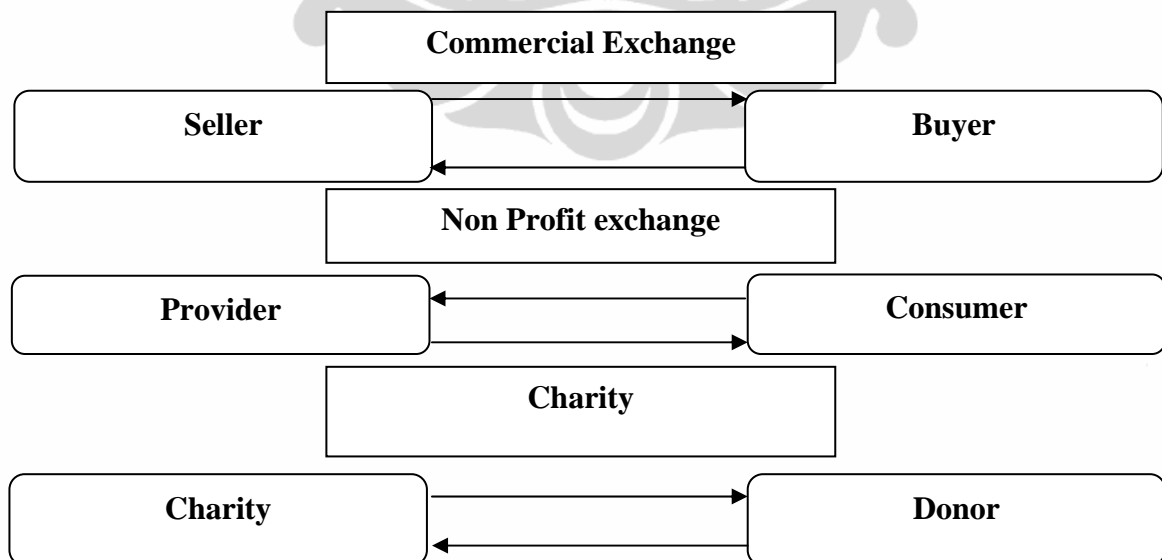 Commercial Exchange
Seller
Buyer
Non Profit exchange
Provider
Consumer
Charity
Charity
Donor